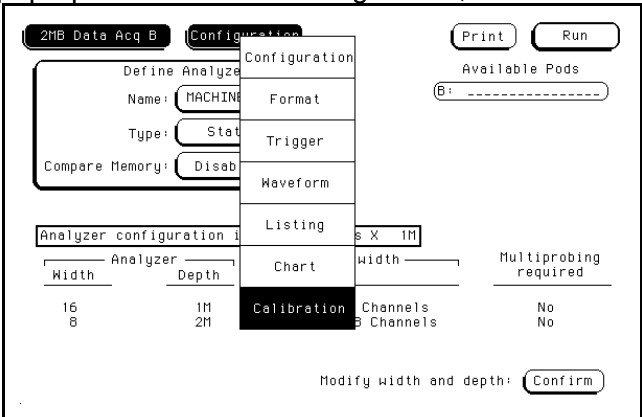 2MB Data Acq B Configuration Print Run
Configuration
Define Analyze Available Pods
Name: MACHINE B: ________________
Format
Type: Stat
Trigger
Compare Memory: Disab
Waveform
Listing
Analyzer configuration i s X 1M
Analyzer width Multiprobing
Chart
Width Depth required
16 1M Channels No
Calibration
8 2M 8 Channels No
Modify width and depth: Confirm